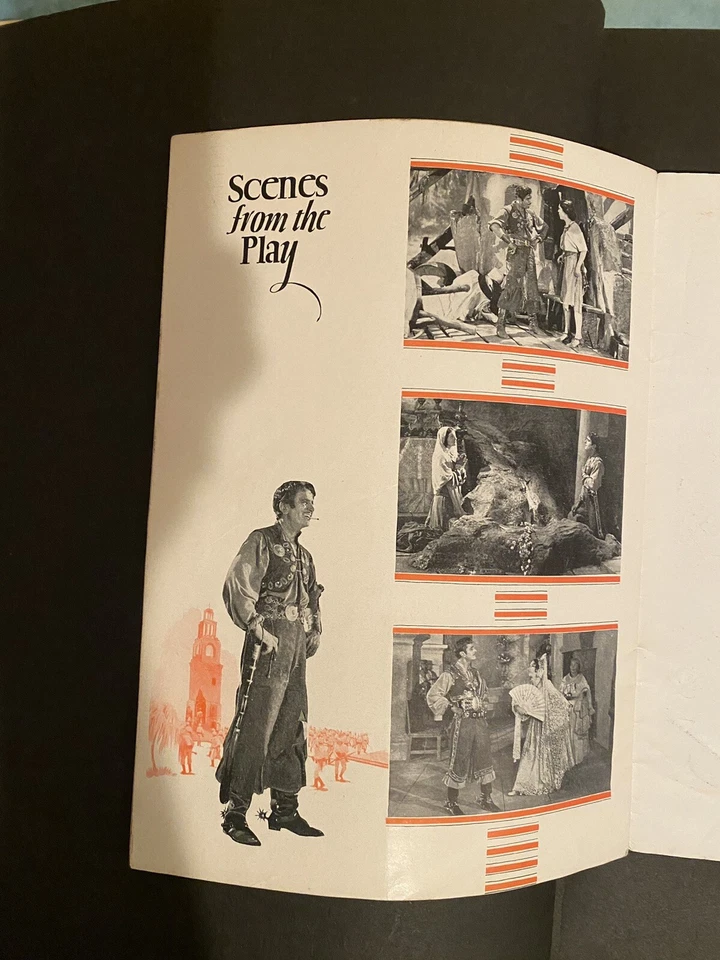 Scenes
from the
Play